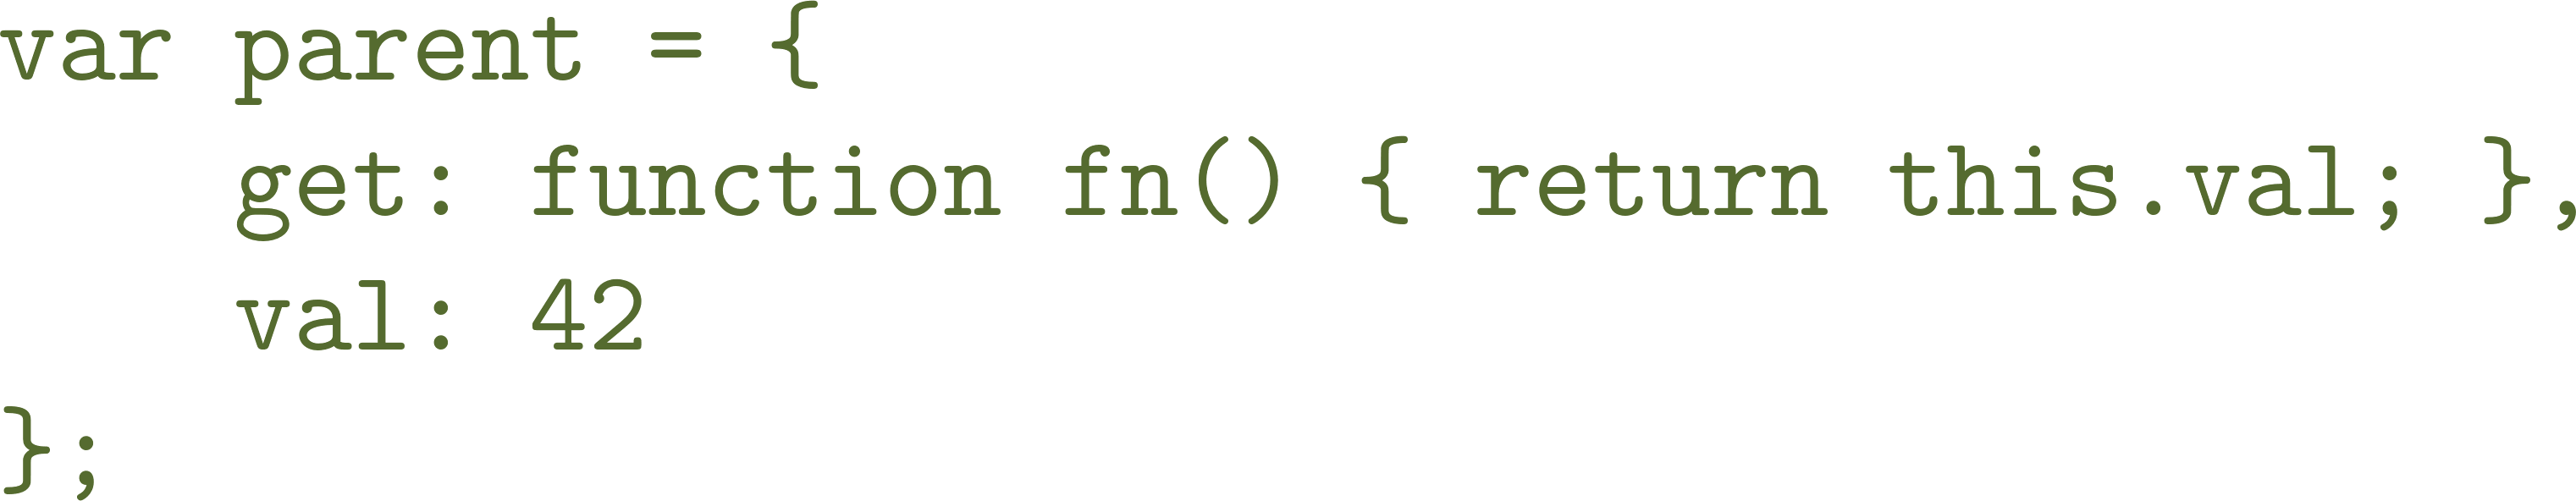 var parent = {
    get: function fn() { return this.val; },
    val: 42
};